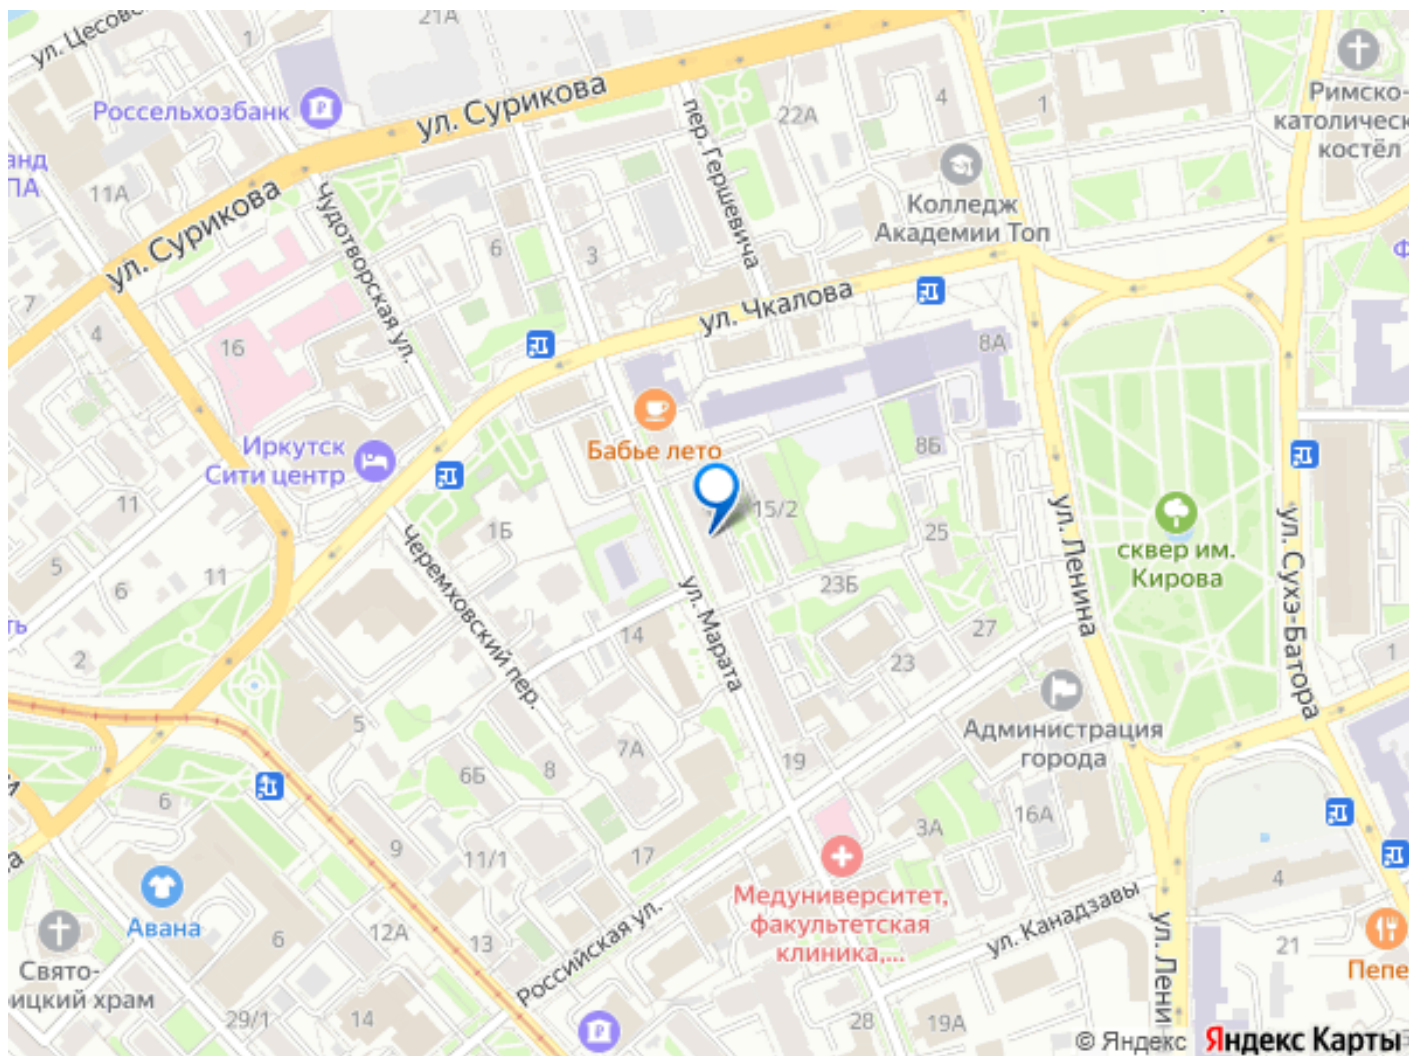 21А
ул. Цесов
1
Россельхозбанк
ул. Сурикова
22А
4
1
Римско-
католическ
костёл
анд
ПА
11А
пер. Гершевича
Колледж
Академии Топ
ул. Сурикова
Чудотворская ул.
6
3
7
4
16
ул. Чкалова
8А
Бабье лето
Иркутск
Сити центр
8Б
11
1Б
15/2
25
ул. Ленина
сквер им.
Кирова
ул. Сухэ-Батора
5
6
11
Черемховский пер.
23Б
ть
2
14
ул. Марата
27
23
1
5
Администрация
города
7А
19
6Б
8
6
16А
3А
9
11/1
17
4
Авана
Медуниверситет,
факультетская
клиника,...
ул. Канадзавы
Российская ул.
12А
13
6
21
ул. Лени
Свято-
ицкий храм
Пепе
29/1
14
28
19А
© Яндекс
Яндекс Карты